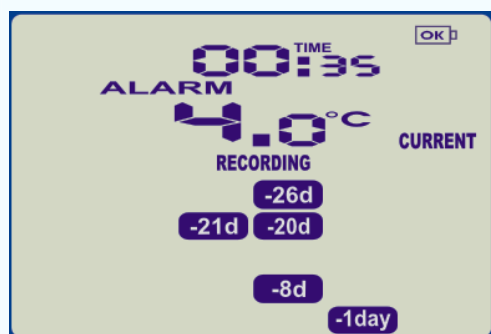 OK
TIME
00:35
ALARM
4.0°C
CURRENT
RECORDING
-26d
-21d -20d
-8d
-1day